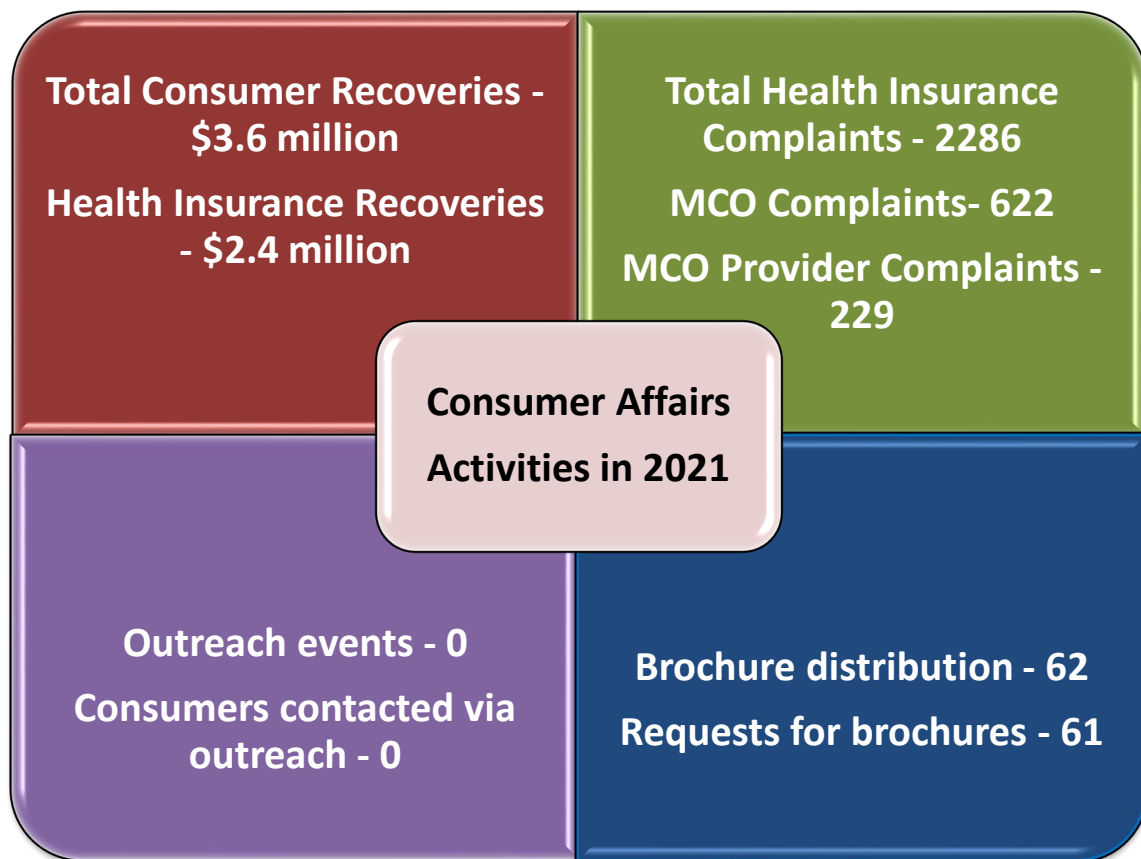 Total Consumer Recoveries -
$3.6 million
Health Insurance Recoveries
- $2.4 million
Total Health Insurance
Complaints - 2286
MCO Complaints- 622
MCO Provider Complaints -
229
Consumer Affairs
Activities in 2021
Outreach events - 0
Consumers contacted via
outreach - 0
Brochure distribution - 62
Requests for brochures - 61